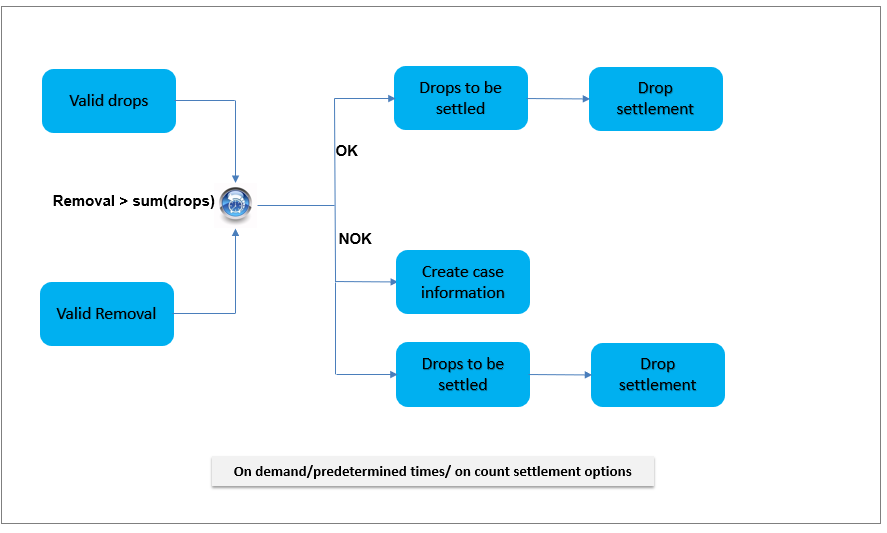 Valid drops
Drops to be
settled
Drop
settlement
OK
Removal > sum(drops)
NOK
Create case
information
Valid Removal
Drops to be
settled
Drop
settlement
On demand/predetermined times/ on count settlement options